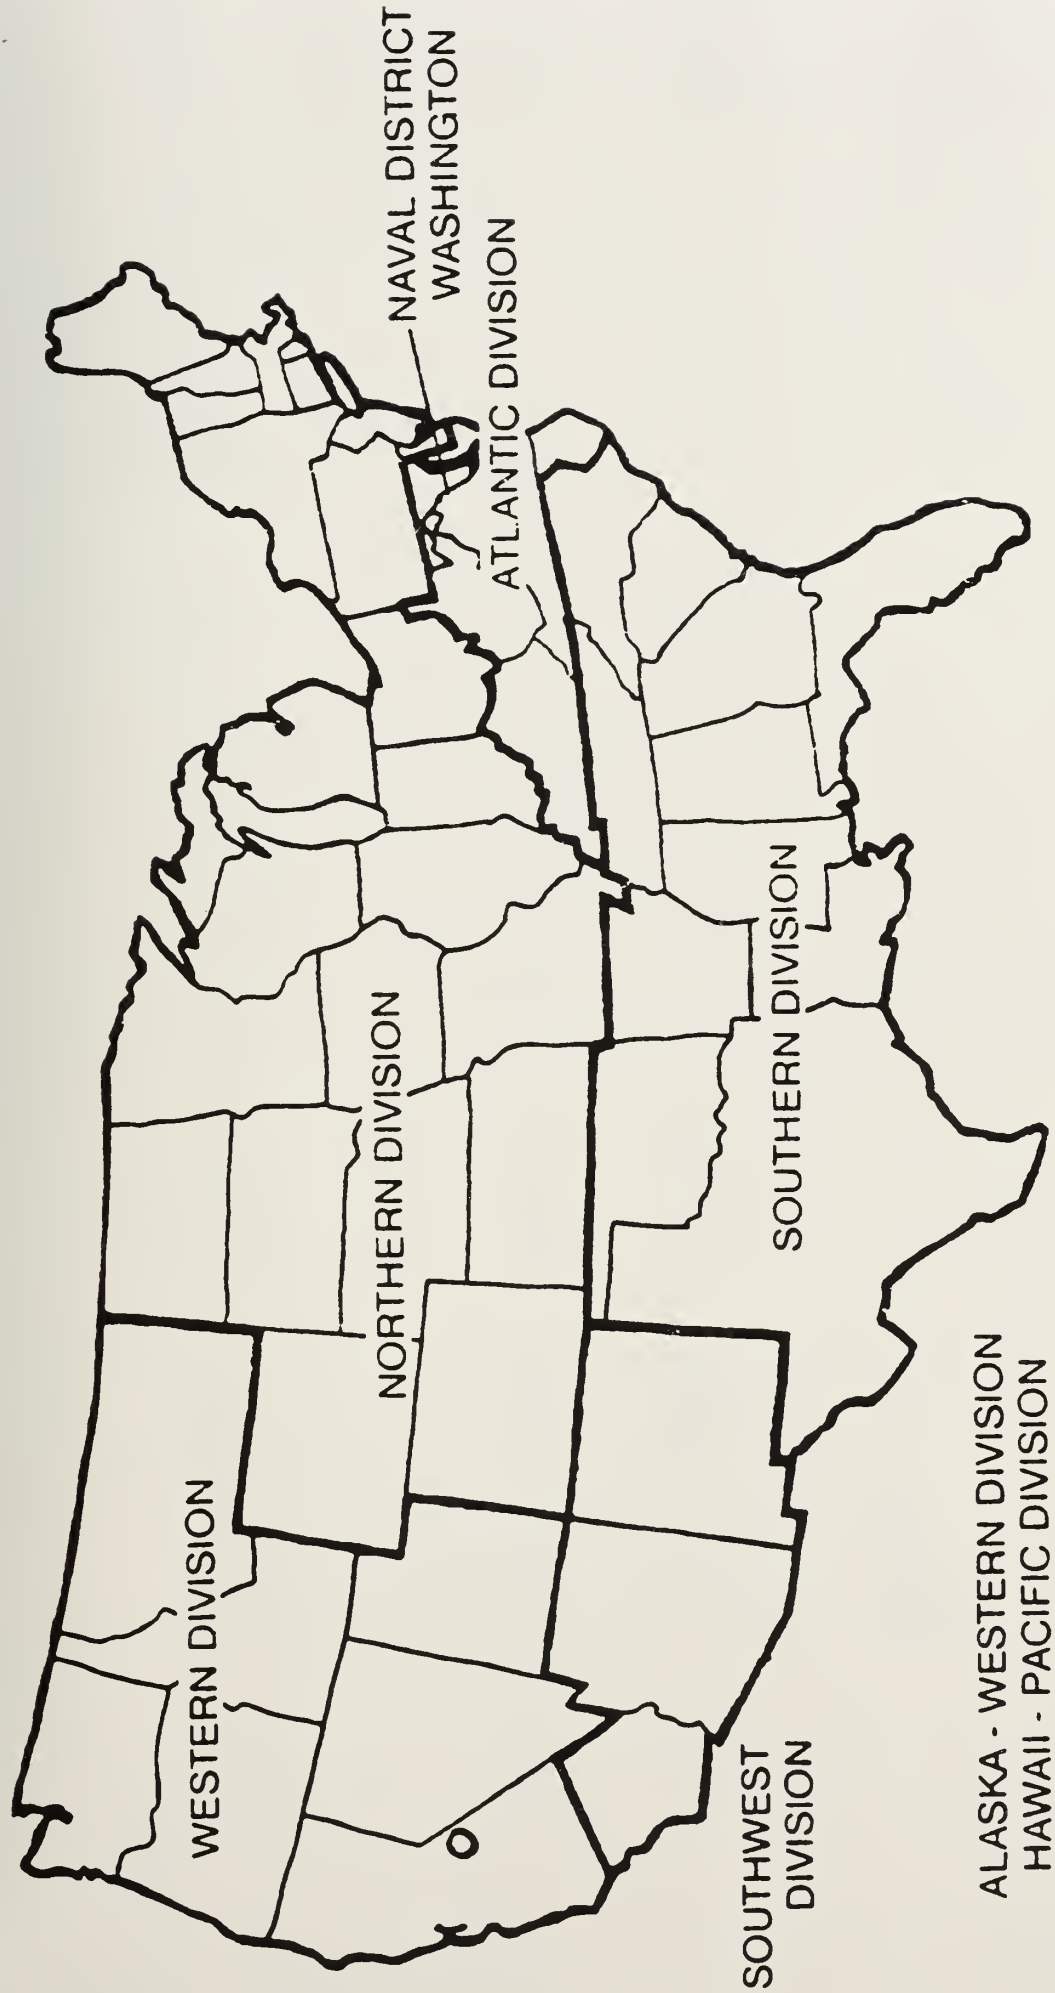 WESTERN DIVISION
NORTHERN DIVISION
NAVAL DISTRICT
WASHINGTON
ATLANTIC DIVISION
SOUTHERN DIVISION
SOUTHWEST
DIVISION
ALASKA - WESTERN DIVISION
HAWAII - PACIFIC DIVISION